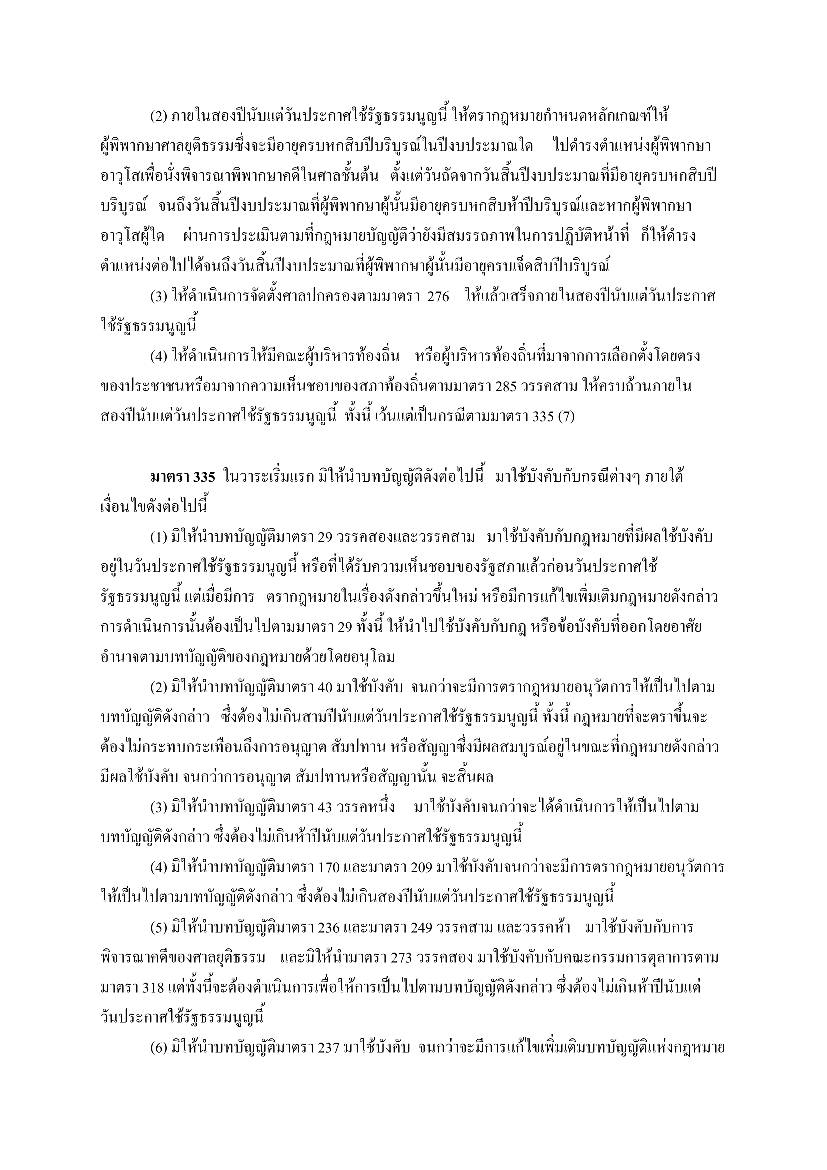 (2) ภายในสองปีนับแต่วันประกาศใช้รัฐธรรมนูญนี้ ให้ตรากฎหมายกำหนดหลักเกณฑ์ให้
ผู้พิพากษาศาลยุติธรรมซึ่งจะมีอายุครบหกสิบปีบริบูรณ์ในปีงบประมาณใด ไปดำรงตำแหน่งผู้พิพากษา
อาวุโสเพื่อนั่งพิจารณาพิพากษาคดีในศาลชั้นต้น ตั้งแต่วันถัดจากวันสิ้นปีงบประมาณที่มีอายุครบหกสิบปี
บริบูรณ์ จนถึงวันสิ้นปีงบประมาณที่ผู้พิพากษาผู้นั้นมีอายุครบหกสิบห้าปีบริบูรณ์และหากผู้พิพากษา
อาวุโสผู้ใด ผ่านการประเมินตามที่กฎหมายบัญญัติว่ายังมีสมรรถภาพในการปฏิบัติหน้าที่ ก็ให้ดำรง
ตำแหน่งต่อไปได้จนถึงวันสิ้นปีงบประมาณที่ผู้พิพากษาผู้นั้นมีอายุครบเจ็ดสิบปีบริบูรณ์
(3) ให้ดำเนินการจัดตั้งศาลปกครองตามมาตรา 276 ให้แล้วเสร็จภายในสองปีนับแต่วันประกาศ
ใช้รัฐธรรมนูญนี้
(4) ให้ดำเนินการให้มีคณะผู้บริหารท้องถิ่น หรือผู้บริหารท้องถิ่นที่มาจากการเลือกตั้งโดยตรง
ของประชาชนหรือมาจากความเห็นชอบของสภาท้องถิ่นตามมาตรา 285 วรรคสาม ให้ครบถ้วนภายใน
สองปีนับแต่วันประกาศใช้รัฐธรรมนูญนี้ ทั้งนี้ เว้นแต่เป็นกรณีตามมาตรา 335 (7)
มาตรา 335 ในวาระเริ่มแรก มิให้นำบทบัญญัติดังต่อไปนี้ มาใช้บังคับกับกรณีต่างๆ ภายใต้
เงื่อนไขดังต่อไปนี้
(1) มิให้นำบทบัญญัติมาตรา 29 วรรคสองและวรรคสาม มาใช้บังคับกับกฎหมายที่มีผลใช้บังคับ
อยู่ในวันประกาศใช้รัฐธรรมนูญนี้ หรือที่ได้รับความเห็นชอบของรัฐสภาแล้วก่อนวันประกาศใช้
รัฐธรรมนูญนี้ แต่เมื่อมีการ ตรากฎหมายในเรื่องดังกล่าวขึ้นใหม่ หรือมีการแก้ไขเพิ่มเติมกฎหมายดังกล่าว
การดำเนินการนั้นต้องเป็นไปตามมาตรา 29 ทั้งนี้ ให้นำไปใช้บังคับกับกฎ หรือข้อบังคับที่ออกโดยอาศัย
อำนาจตามบทบัญญัติของกฎหมายด้วยโดยอนุโลม
(2) มิให้นำบทบัญญัติมาตรา 40 มาใช้บังคับ จนกว่าจะมีการตรากฎหมายอนุวัตการให้เป็นไปตาม
บทบัญญัติดังกล่าว ซึ่งต้องไม่เกินสามปีนับแต่วันประกาศใช้รัฐธรรมนูญนี้ ทั้งนี้ กฎหมายที่จะตราขึ้นจะ
ต้องไม่กระทบกระเทือนถึงการอนุญาต สัมปทาน หรือสัญญาซึ่งมีผลสมบูรณ์อยู่ในขณะที่กฎหมายดังกล่าว
มีผลใช้บังคับ จนกว่าการอนุญาต สัมปทานหรือสัญญานั้น จะสิ้นผล
(3) มิให้นำบทบัญญัติมาตรา 43 วรรคหนึ่ง มาใช้บังคับจนกว่าจะได้ดำเนินการให้เป็นไปตาม
บทบัญญัติดังกล่าว ซึ่งต้องไม่เกินห้าปีนับแต่วันประกาศใช้รัฐธรรมนูญนี้
(4) มิให้นำบทบัญญัติมาตรา 170 และมาตรา 209 มาใช้บังคับจนกว่าจะมีการตรากฎหมายอนุวัตการ
ให้เป็นไปตามบทบัญญัติดังกล่าว ซึ่งต้องไม่เกินสองปีนับแต่วันประกาศใช้รัฐธรรมนูญนี้
(5) มิให้นำบทบัญญัติมาตรา 236 และมาตรา 249 วรรคสาม และวรรคห้า มาใช้บังคับกับการ
พิจารณาคดีของศาลยุติธรรม และมิให้นำมาตรา 273 วรรคสอง มาใช้บังคับกับคณะกรรมการตุลาการตาม
มาตรา 318 แต่ทั้งนี้จะต้องดำเนินการเพื่อให้การเป็นไปตามบทบัญญัติดังกล่าว ซึ่งต้องไม่เกินห้าปีนับแต่
วันประกาศใช้รัฐธรรมนูญนี้
(6) มิให้นำบทบัญญัติมาตรา 237 มาใช้บังคับ จนกว่าจะมีการแก้ไขเพิ่มเติมบทบัญญัติแห่งกฎหมาย